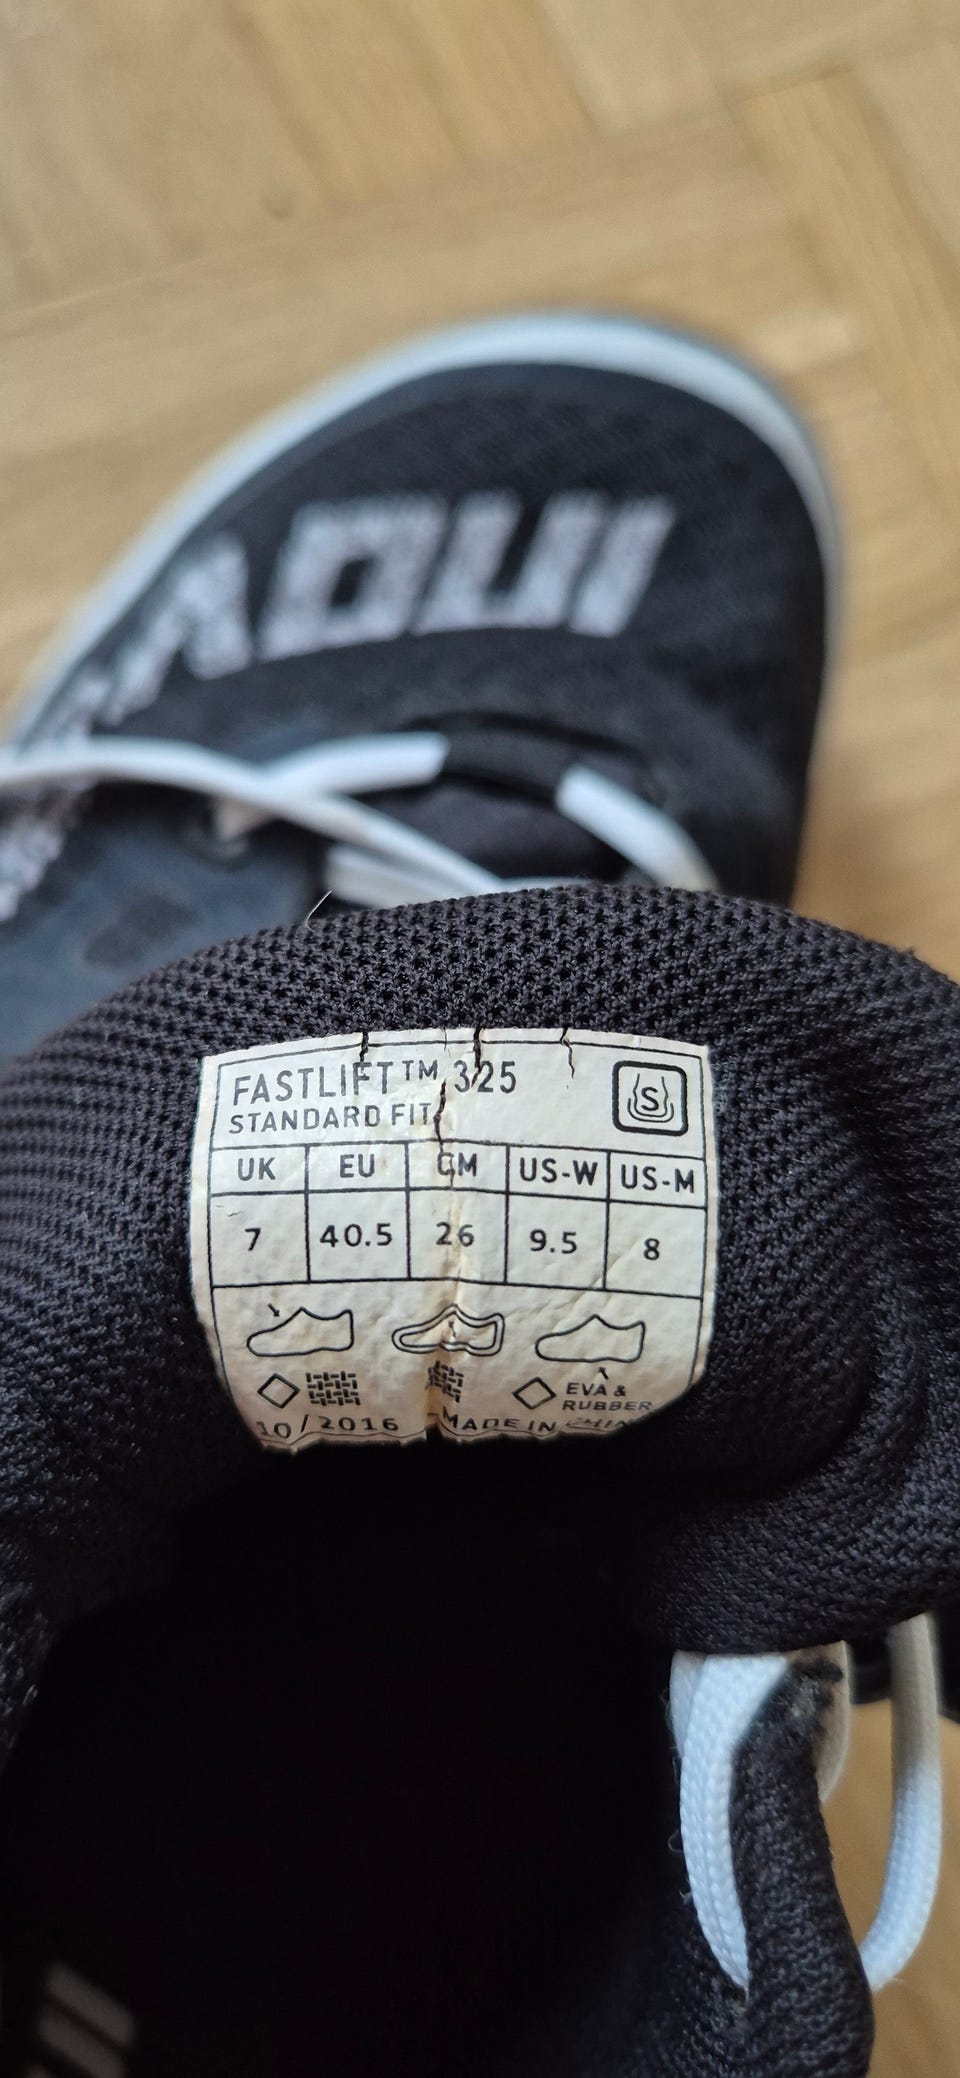 FASTLIFT™ 325
STANDARD FIT
S
UK EU CM US-W US-M
7 40.5 26 9.5 8
EVA &
RUBBER
10/2016 MADE IN CHIN